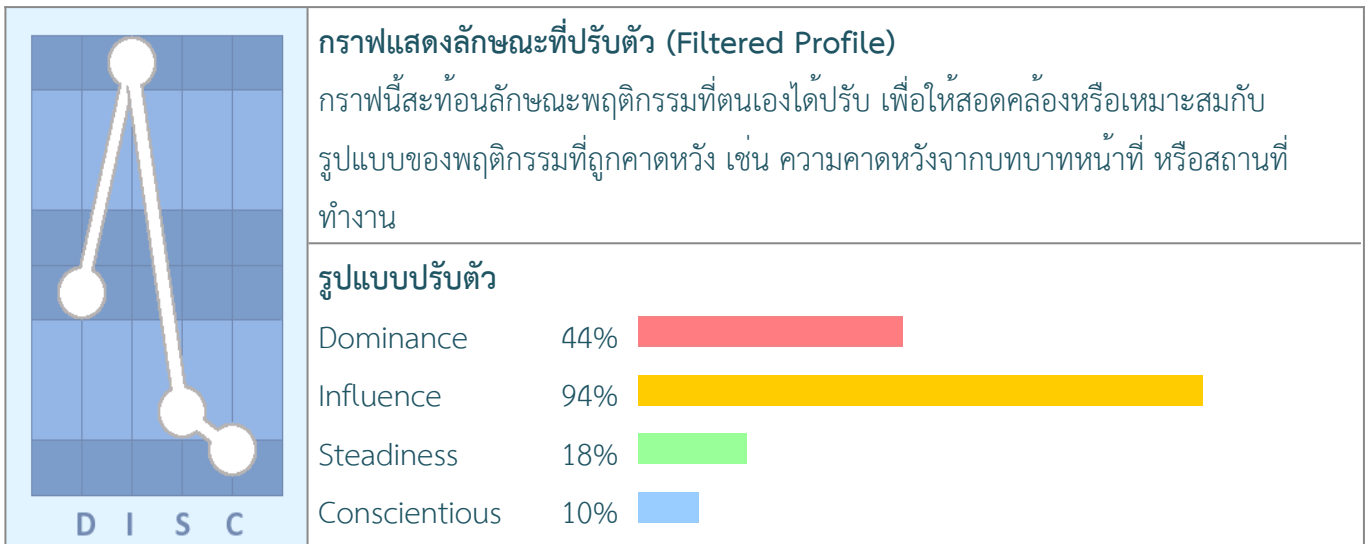 กราฟแสดงลักษณะที่ปรับตัว (Filtered Profile)
กราฟนี้สะท้อนลักษณะพฤติกรรมที่ตนเองได้ปรับ เพื่อให้สอดคล้องหรือเหมาะสมกับ
รูปแบบของพฤติกรรมที่ถูกคาดหวัง เช่น ความคาดหวังจากบทบาทหน้าที่ หรือสถานที่
ทำงาน
รูปแบบปรับตัว
Dominance 44%
Influence 94%
Steadiness 18%
Conscientious 10%
D I S C